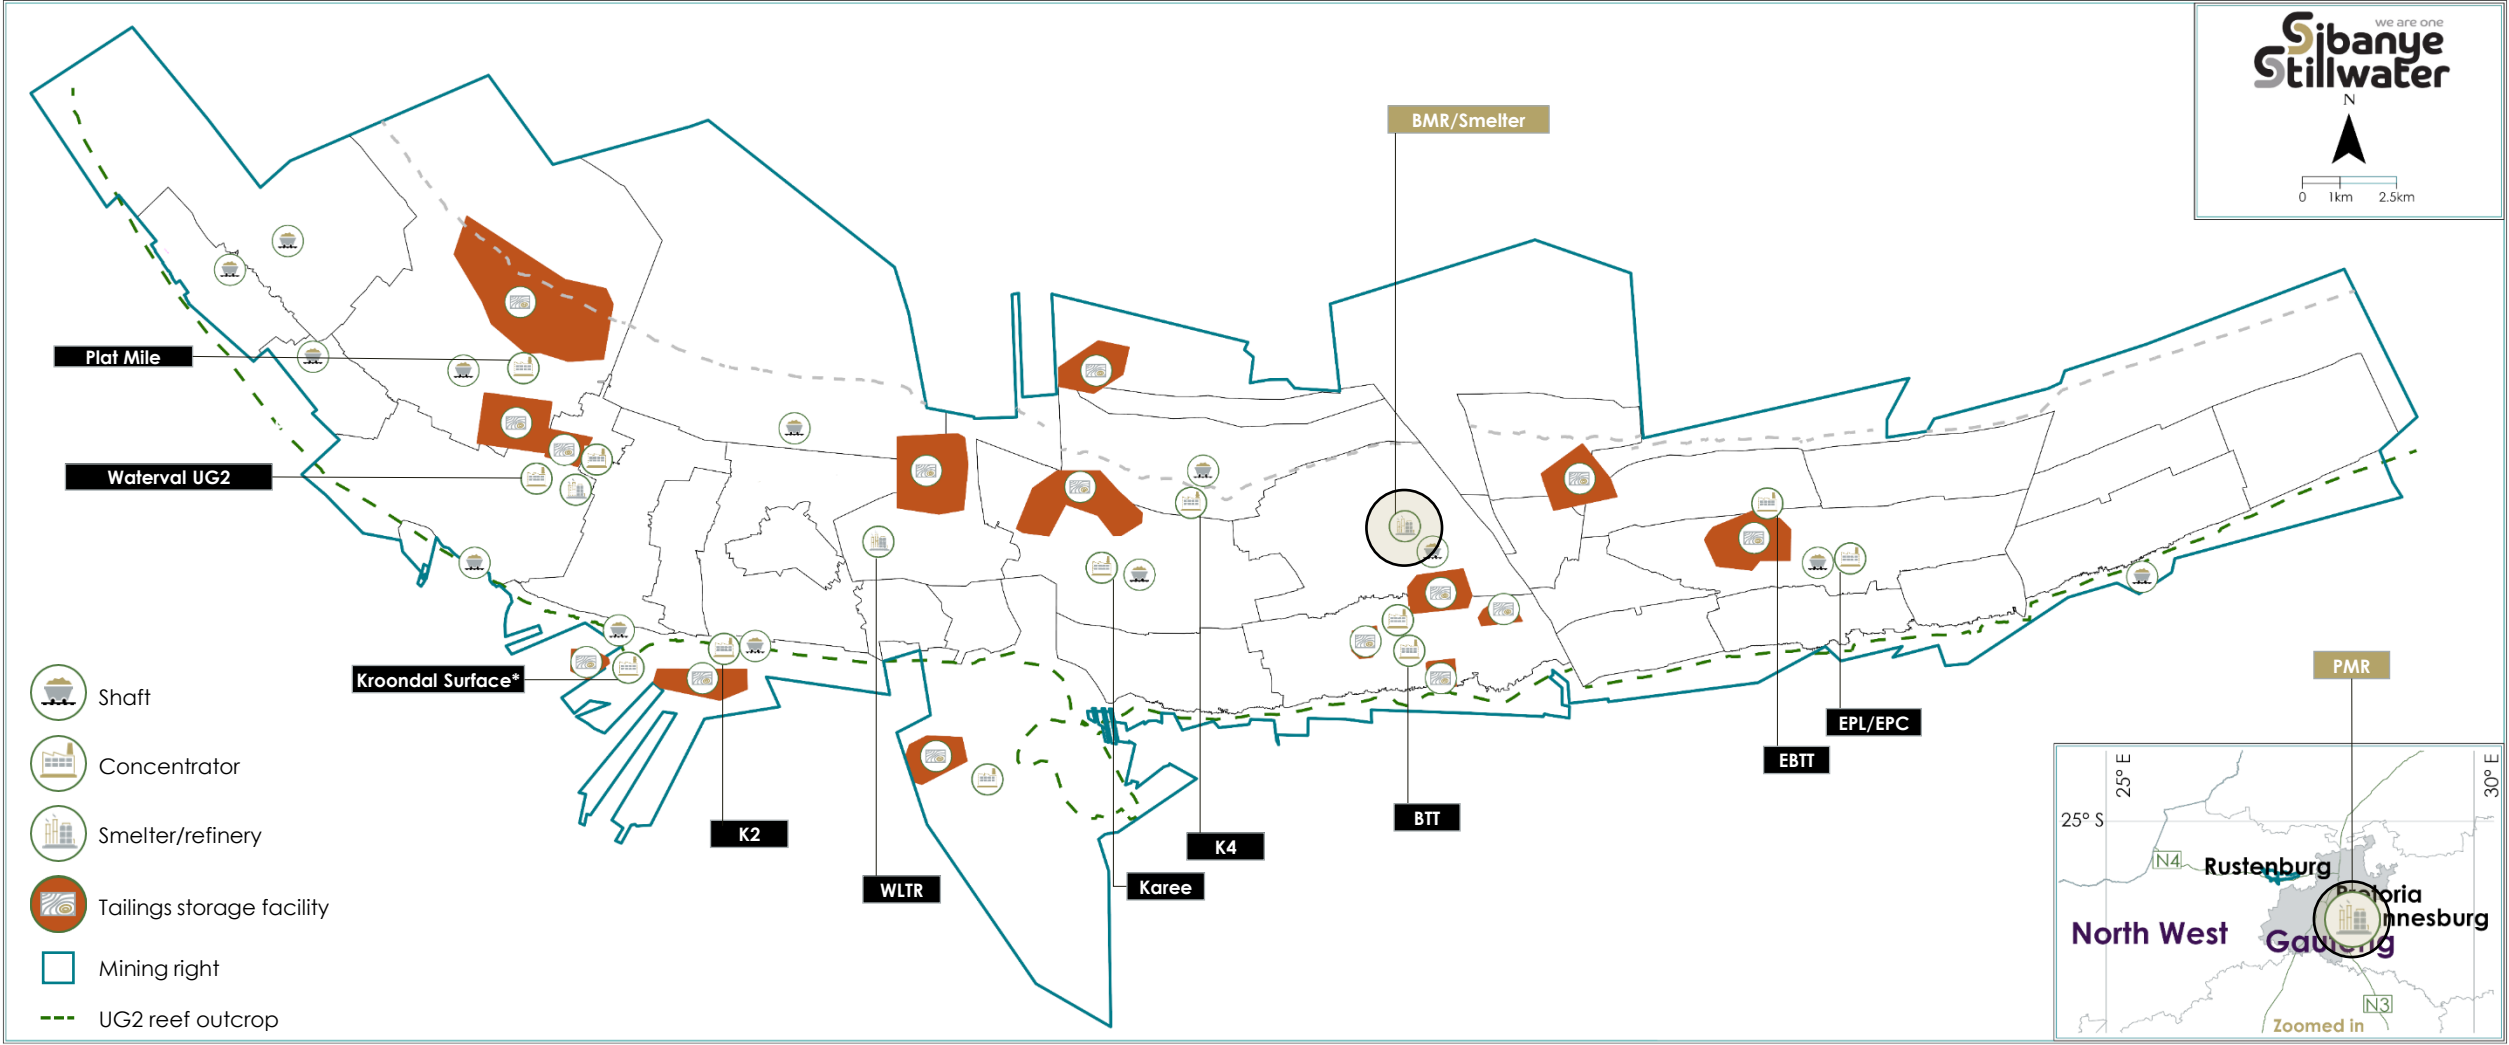 we are one
Sibanye
Stillwater
N
0 1km 2.5km
BMR/Smelter
Plat Mile
Waterval UG2
Kroondal Surface*
K2
WLTR
Karee
K4
BTT
EBTT
EPL/EPC
PMR
Shaft
Concentrator
Smelter/refinery
Tailings storage facility
Mining right
UG2 reef outcrop
25° E
30° E
25° S
N4
Rustenburg
North West
N3
Zoomed in